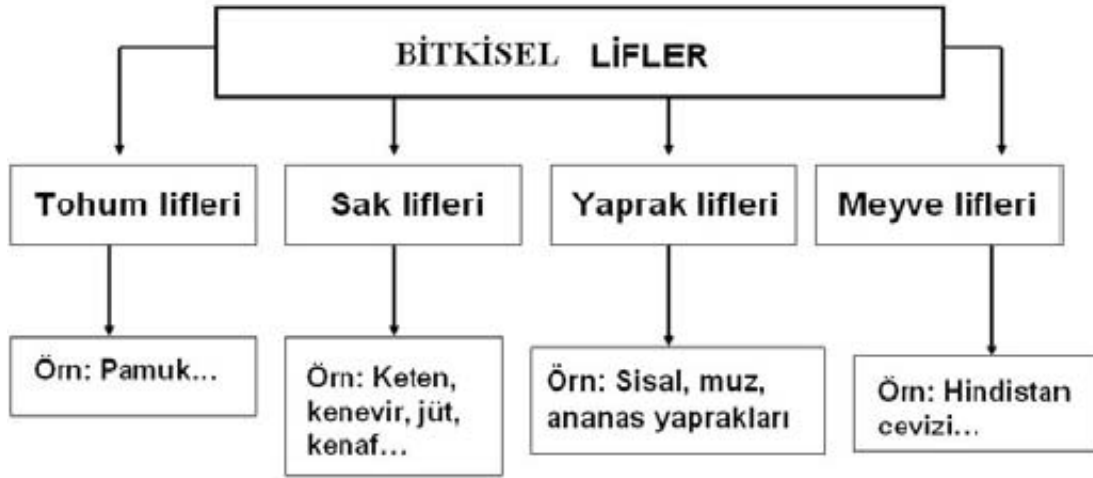 BİTKİSEL LİFLER
Tohum lifleri
Sak lifleri
Yaprak lifleri
Meyve lifleri
Örn: Pamuk...
Örn: Keten,
kenevir, jüt,
kenaf...
Örn: Sisal, muz,
ananas yaprakları
Örn: Hindistan
cevizi...